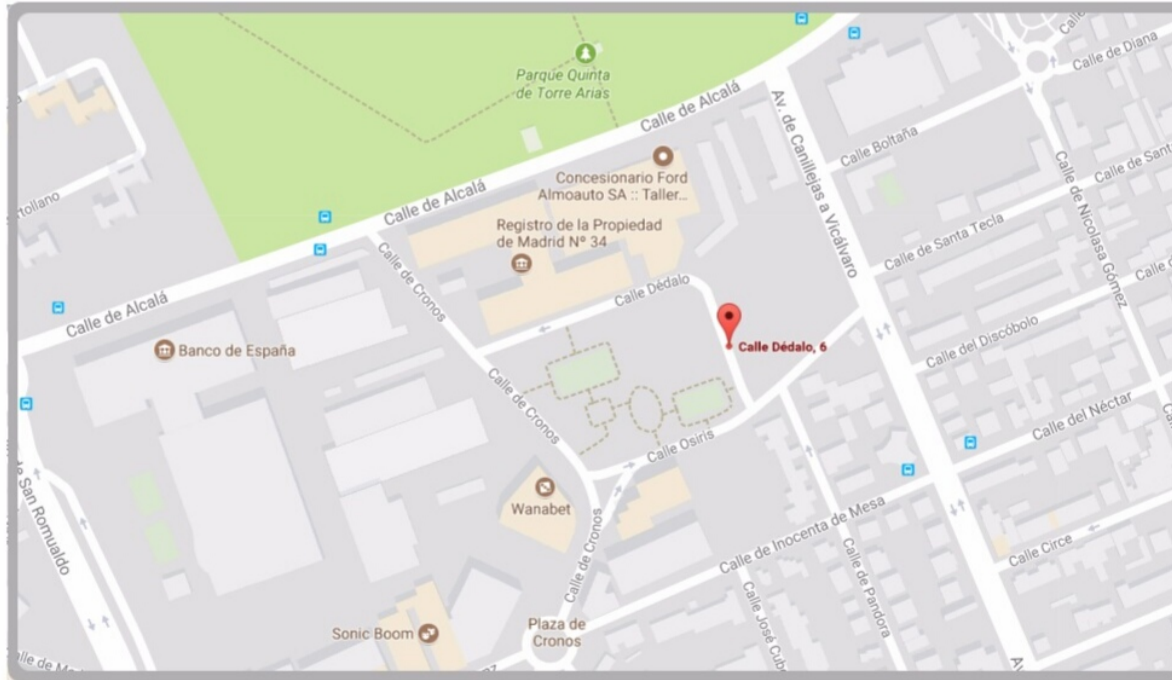 Calle de Diana
Parque Quinta
de Torre Arias
Calle de Alcalá
Av. de Canillejas a Vicálvaro
Calle Boltaña
Calle de Santa
Concesionario Ford
Almoauto SA :: Taller...
Calle de Nicolasa Gómez
Calle de Alcalá
Registro de la Propiedad
de Madrid Nº 34
Calle de Santa Tecla
Calle de Cronos
Calle Dédalo
Calle de Alcalá
Calle Dédalo, 6
Banco de España
Calle del Discóbolo
Calle de Cronos
Calle del Néctar
Calle Osiris
de San Romualdo
Wanabet
Calle de Inocenta de Mesa
Calle de Cronos
Calle Circe
Calle de Pandora
Plaza de
Cronos
Sonic Boom
Calle José